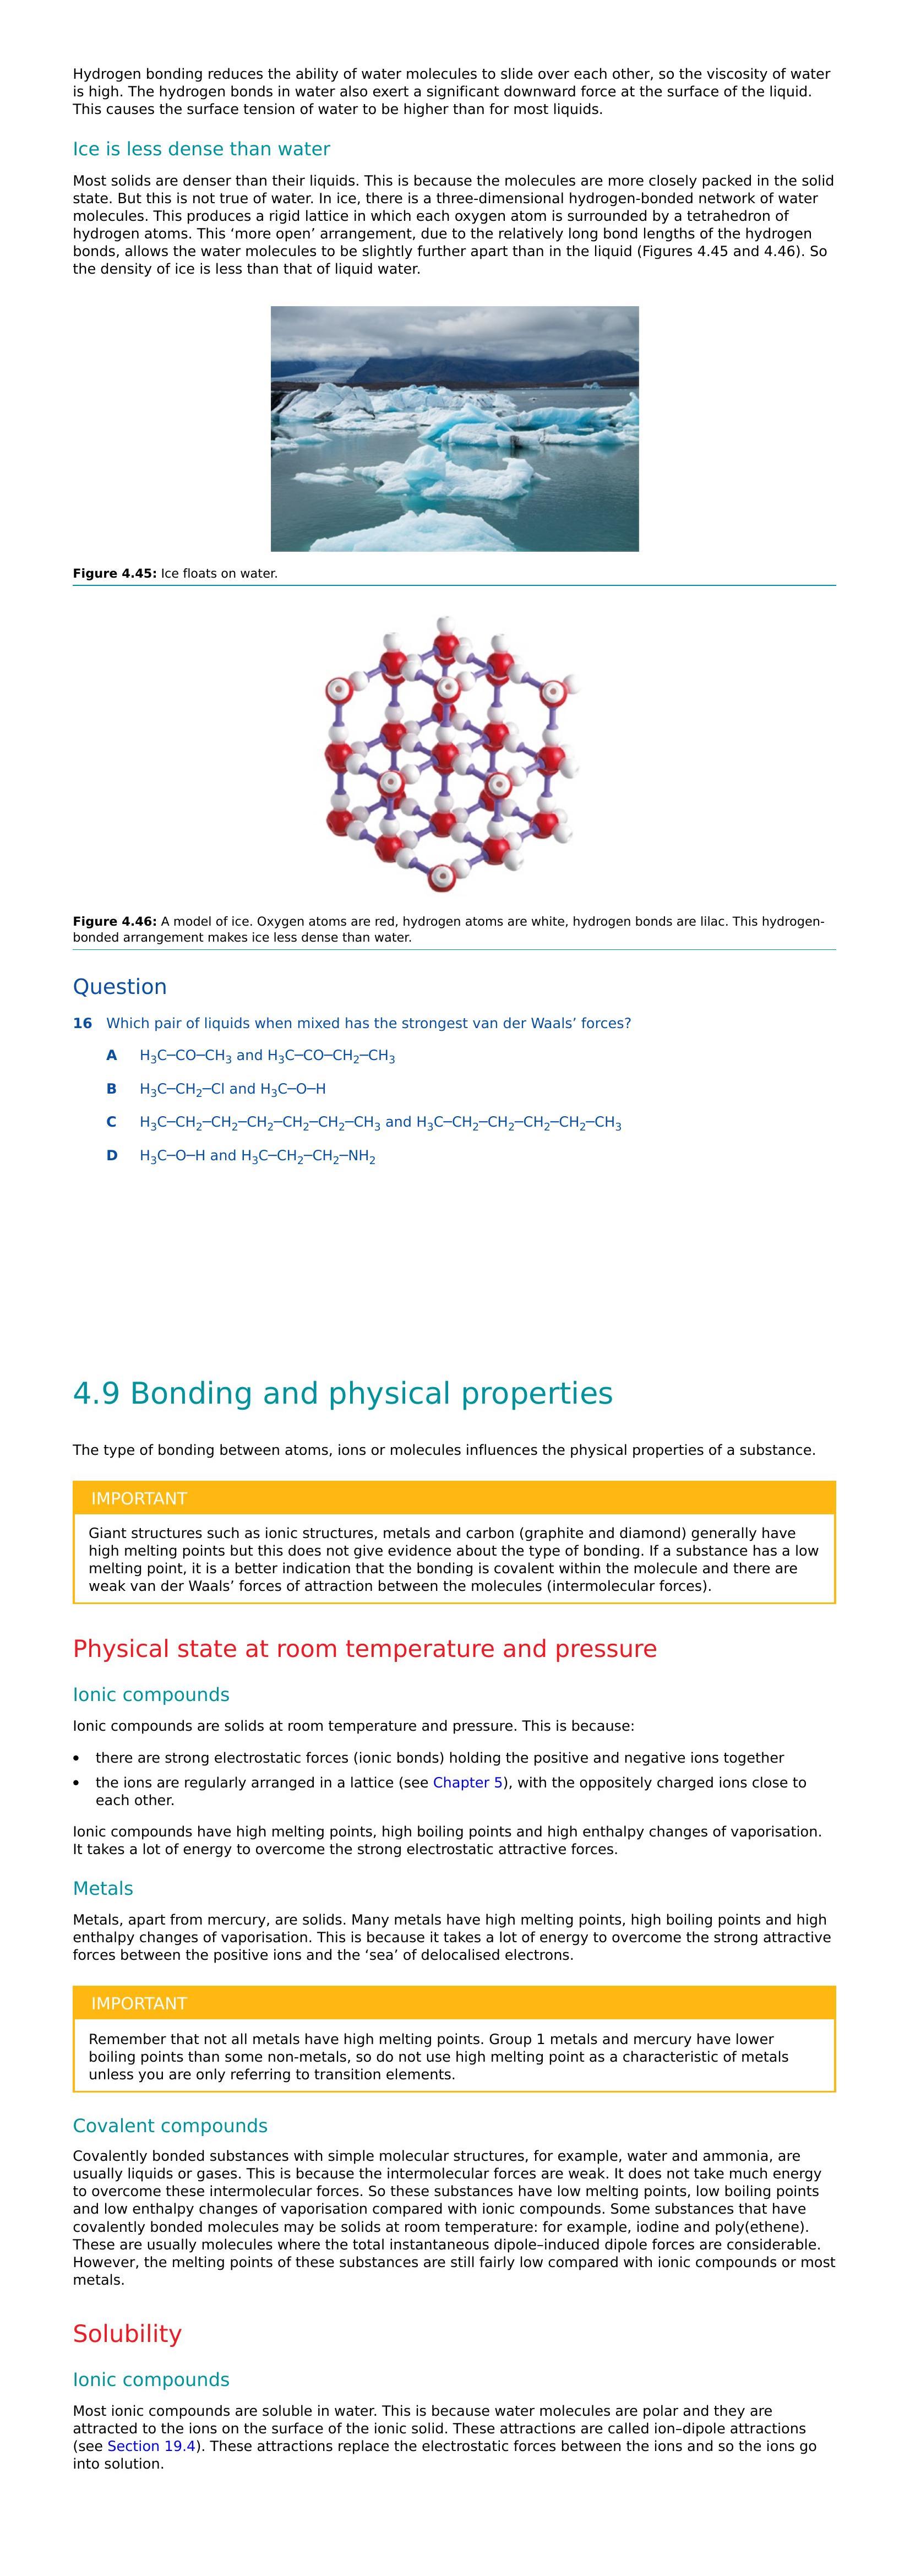 Hydrogen bonding reduces the ability of water molecules to slide over each other, so the viscosity of water
is high. The hydrogen bonds in water also exert a significant downward force at the surface of the liquid.
This causes the surface tension of water to be higher than for most liquids.
Ice is less dense than water
Most solids are denser than their liquids. This is because the molecules are more closely packed in the solid
state. But this is not true of water. In ice, there is a three-dimensional hydrogen-bonded network of water
molecules. This produces a rigid lattice in which each oxygen atom is surrounded by a tetrahedron of
hydrogen atoms. This ‘more open’ arrangement, due to the relatively long bond lengths of the hydrogen
bonds, allows the water molecules to be slightly further apart than in the liquid (Figures 4.45 and 4.46). So
the density of ice is less than that of liquid water.
Figure 4.45: Ice floats on water.
Figure 4.46: A model of ice. Oxygen atoms are red, hydrogen atoms are white, hydrogen bonds are lilac. This hydrogen-
bonded arrangement makes ice less dense than water.
Question
16 Which pair of liquids when mixed has the strongest van der Waals’ forces?
A H₃C─CO─CH₃ and H₃C─CO─CH₂─CH₃
B H₃C─CH₂─Cl and H₃C─O─H
C H₃C─CH₂─CH₂─CH₂─CH₂─CH₂─CH₃ and H₃C─CH₂─CH₂─CH₂─CH₂─CH₃
D H₃C─O─H and H₃C─CH₂─CH₂─NH₂
4.9 Bonding and physical properties
The type of bonding between atoms, ions or molecules influences the physical properties of a substance.
IMPORTANT
Giant structures such as ionic structures, metals and carbon (graphite and diamond) generally have
high melting points but this does not give evidence about the type of bonding. If a substance has a low
melting point, it is a better indication that the bonding is covalent within the molecule and there are
weak van der Waals’ forces of attraction between the molecules (intermolecular forces).
Physical state at room temperature and pressure
Ionic compounds
Ionic compounds are solids at room temperature and pressure. This is because:
• there are strong electrostatic forces (ionic bonds) holding the positive and negative ions together
• the ions are regularly arranged in a lattice (see Chapter 5), with the oppositely charged ions close to
each other.
Ionic compounds have high melting points, high boiling points and high enthalpy changes of vaporisation.
It takes a lot of energy to overcome the strong electrostatic attractive forces.
Metals
Metals, apart from mercury, are solids. Many metals have high melting points, high boiling points and high
enthalpy changes of vaporisation. This is because it takes a lot of energy to overcome the strong attractive
forces between the positive ions and the ‘sea’ of delocalised electrons.
IMPORTANT
Remember that not all metals have high melting points. Group 1 metals and mercury have lower
boiling points than some non-metals, so do not use high melting point as a characteristic of metals
unless you are only referring to transition elements.
Covalent compounds
Covalently bonded substances with simple molecular structures, for example, water and ammonia, are
usually liquids or gases. This is because the intermolecular forces are weak. It does not take much energy
to overcome these intermolecular forces. So these substances have low melting points, low boiling points
and low enthalpy changes of vaporisation compared with ionic compounds. Some substances that have
covalently bonded molecules may be solids at room temperature: for example, iodine and poly(ethene).
These are usually molecules where the total instantaneous dipole–induced dipole forces are considerable.
However, the melting points of these substances are still fairly low compared with ionic compounds or most
metals.
Solubility
Ionic compounds
Most ionic compounds are soluble in water. This is because water molecules are polar and they are
attracted to the ions on the surface of the ionic solid. These attractions are called ion–dipole attractions
(see Section 19.4). These attractions replace the electrostatic forces between the ions and so the ions go
into solution.